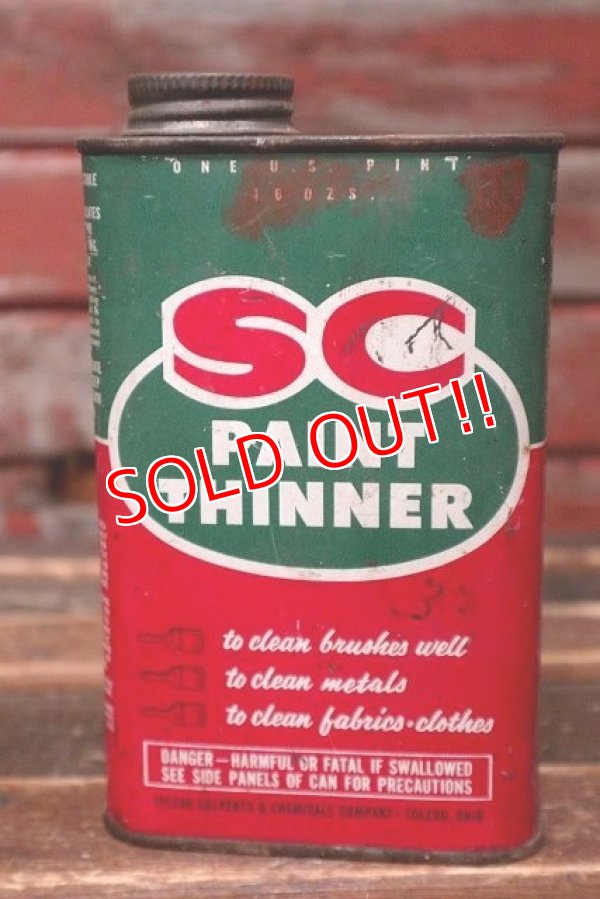 ONE U.S. PINT
16 OZS.
SC
PAINT
THINNER
SOLD OUT!!
to clean brushes well
to clean metals
to clean fabrics·clothes
DANGER—HARMFUL OR FATAL IF SWALLOWED
SEE SIDE PANELS OF CAN FOR PRECAUTIONS
TOLEDO SOLVENTS & CHEMICALS COMPANY—TOLEDO, OHIO